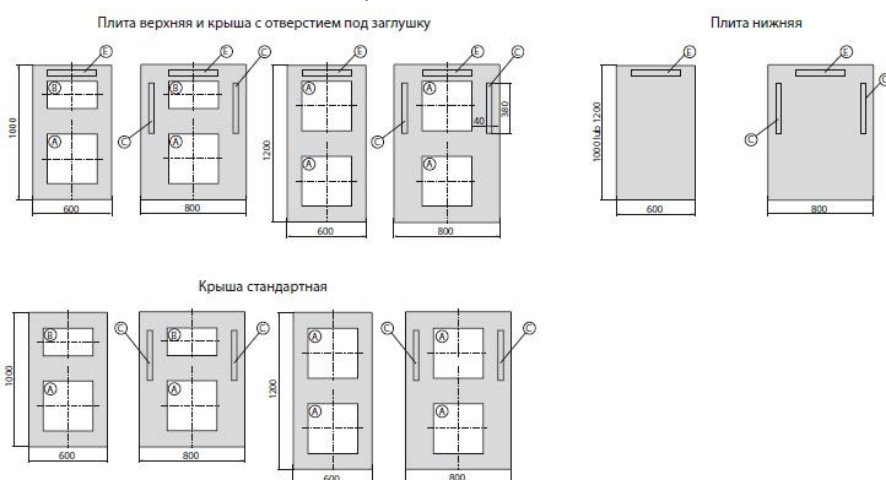 Плита верхняя и крыша с отверстием под заглушку
Плита нижняя
E E C E E C E E C
B B A A
1000 C 1200 C 40 380 1000 lub 1200 C
A A A A
600 800 600 800 600 800
Крыша стандартная
B C B C A C A C
1000 1200
A A A A
600 800 600 800